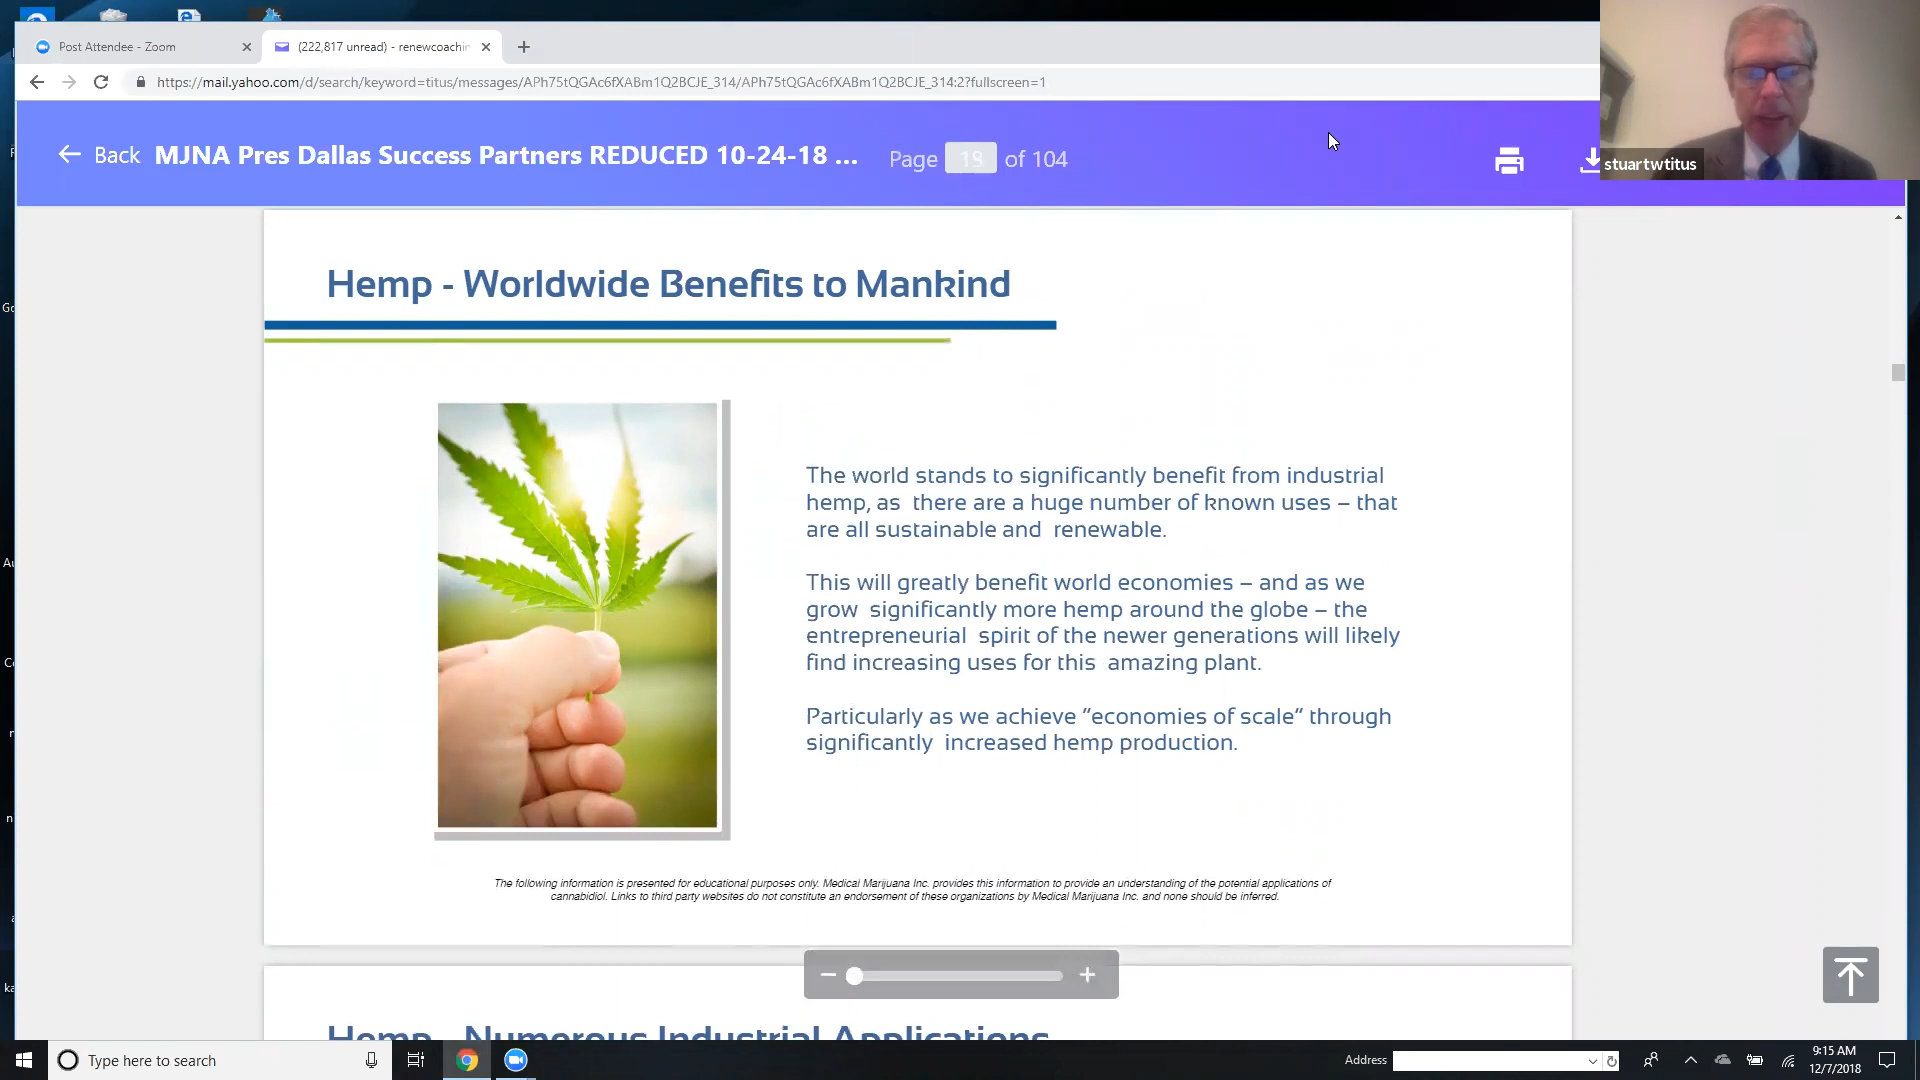 Post Attendee - Zoom
(222,817 unread) - renewcoachin
https://mail.yahoo.com/d/search/keyword=titus/messages/APh75tQGAc6fXABm1Q2BCJE_314/APh75tQGAc6fXABm1Q2BCJE_314:2?fullscreen=1
Back MJNA Pres Dallas Success Partners REDUCED 10-24-18 ... Page of 104
stuartwtitus
Hemp - Worldwide Benefits to Mankind
The world stands to significantly benefit from industrial
hemp, as there are a huge number of known uses – that
are all sustainable and renewable.
This will greatly benefit world economies – and as we
grow significantly more hemp around the globe – the
entrepreneurial spirit of the newer generations will likely
find increasing uses for this amazing plant.
Particularly as we achieve "economies of scale" through
significantly increased hemp production.
The following information is presented for educational purposes only. Medical Marijuana Inc. provides this information to provide an understanding of the potential applications of
cannabidiol. Links to third party websites do not constitute an endorsement of these organizations by Medical Marijuana Inc. and none should be inferred.
Hemp - Numerous Industrial Applications
Type here to search
Address
9:15 AM
12/7/2018